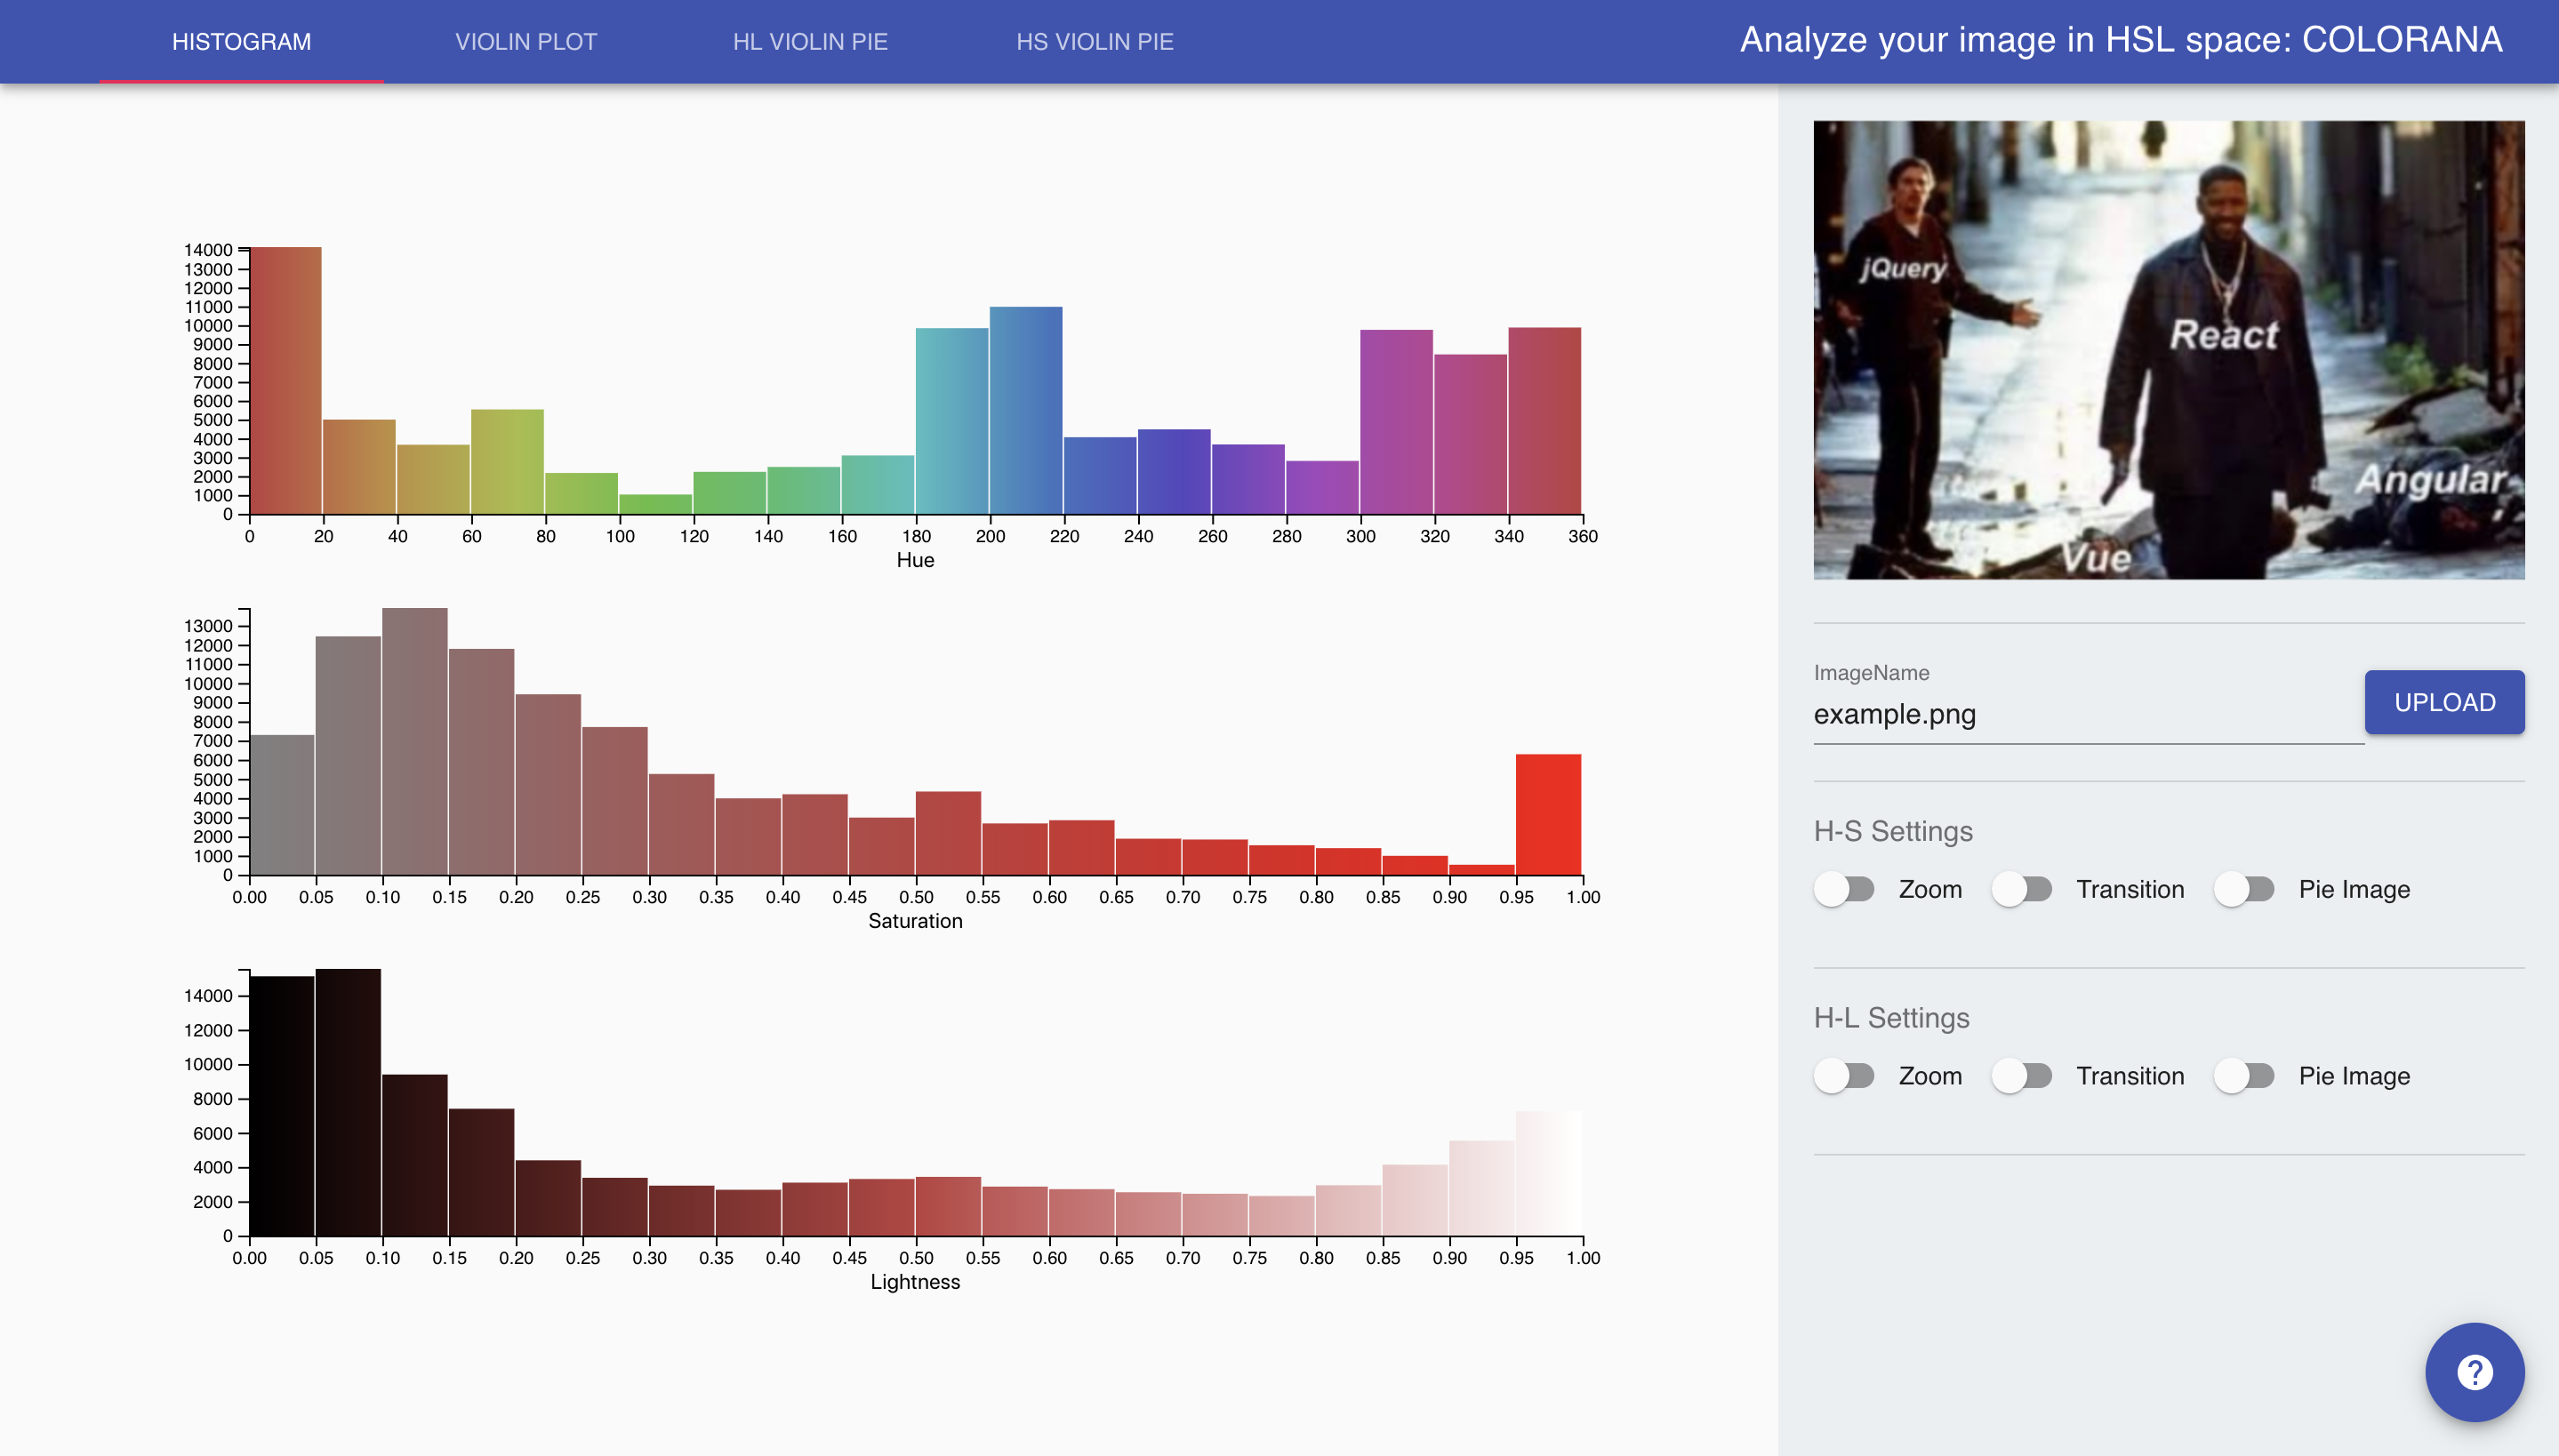 HISTOGRAM VIOLIN PLOT HL VIOLIN PIE HS VIOLIN PIE Analyze your image in HSL space: COLORANA
14000
13000
12000
11000
10000
9000
8000
7000
6000
5000
4000
3000
2000
1000
0
0 20 40 60 80 100 120 140 160 180 200 220 240 260 280 300 320 340 360
Hue
13000
12000
11000
10000
9000
8000
7000
6000
5000
4000
3000
2000
1000
0
0.00 0.05 0.10 0.15 0.20 0.25 0.30 0.35 0.40 0.45 0.50 0.55 0.60 0.65 0.70 0.75 0.80 0.85 0.90 0.95 1.00
Saturation
14000
12000
10000
8000
6000
4000
2000
0
0.00 0.05 0.10 0.15 0.20 0.25 0.30 0.35 0.40 0.45 0.50 0.55 0.60 0.65 0.70 0.75 0.80 0.85 0.90 0.95 1.00
Lightness
jQuery
React
Angular
Vue
ImageName
example.png
UPLOAD
H-S Settings
Zoom Transition Pie Image
H-L Settings
Zoom Transition Pie Image
?